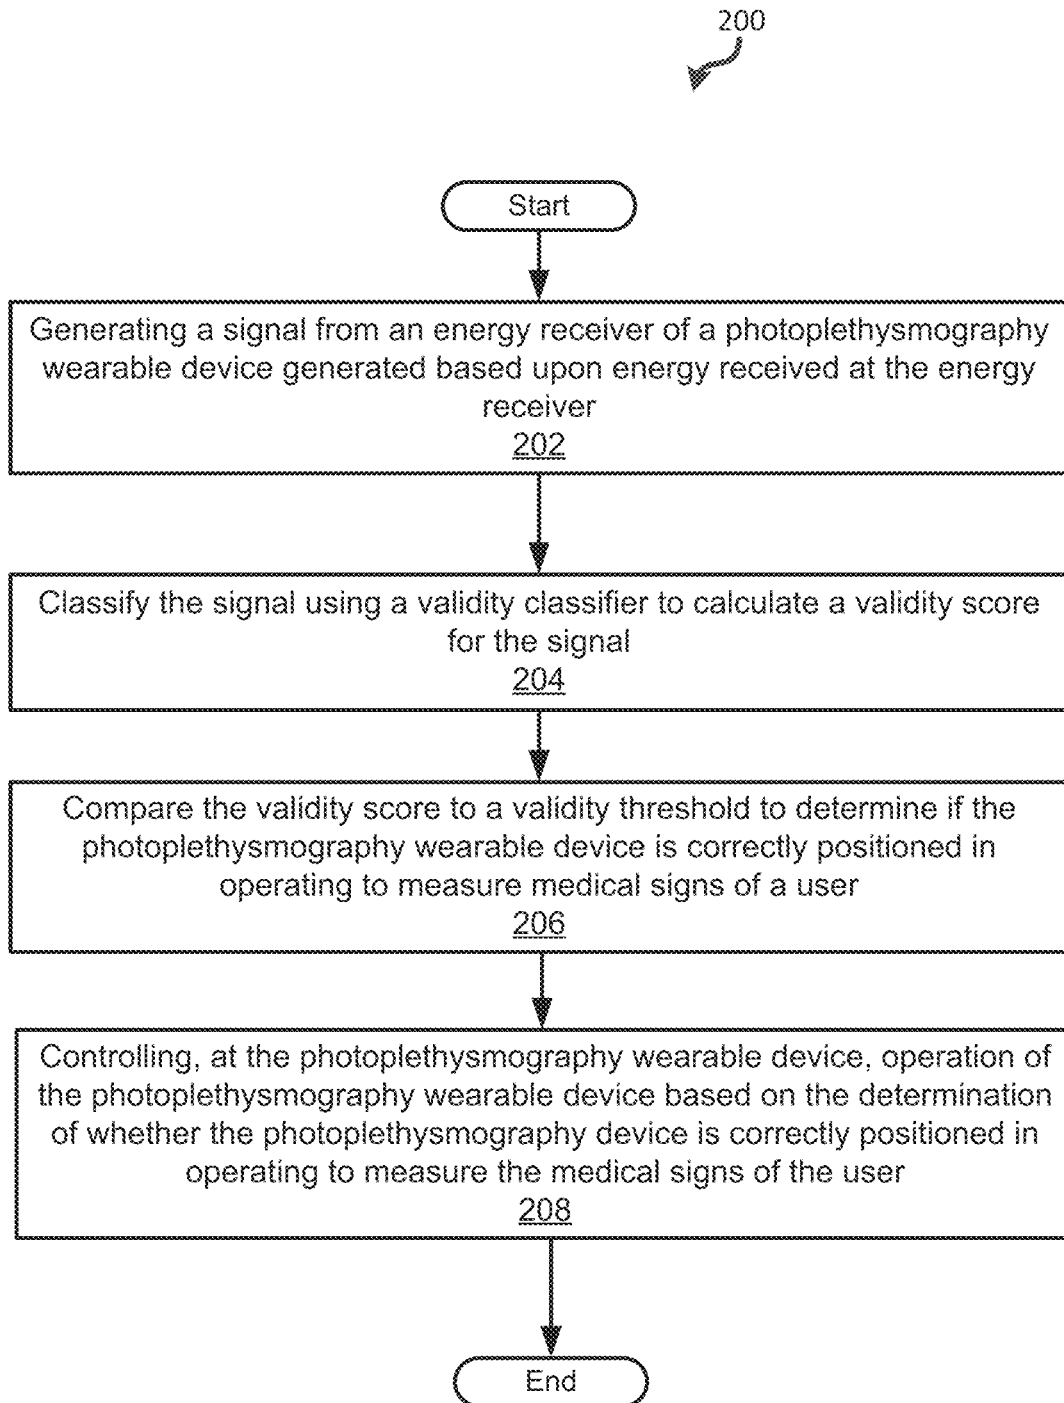 200
Start
Generating a signal from an energy receiver of a photoplethysmography
wearable device generated based upon energy received at the energy
receiver
202
Classify the signal using a validity classifier to calculate a validity score
for the signal
204
Compare the validity score to a validity threshold to determine if the
photoplethysmography wearable device is correctly positioned in
operating to measure medical signs of a user
206
Controlling, at the photoplethysmography wearable device, operation of
the photoplethysmography wearable device based on the determination
of whether the photoplethysmography device is correctly positioned in
operating to measure the medical signs of the user
208
End